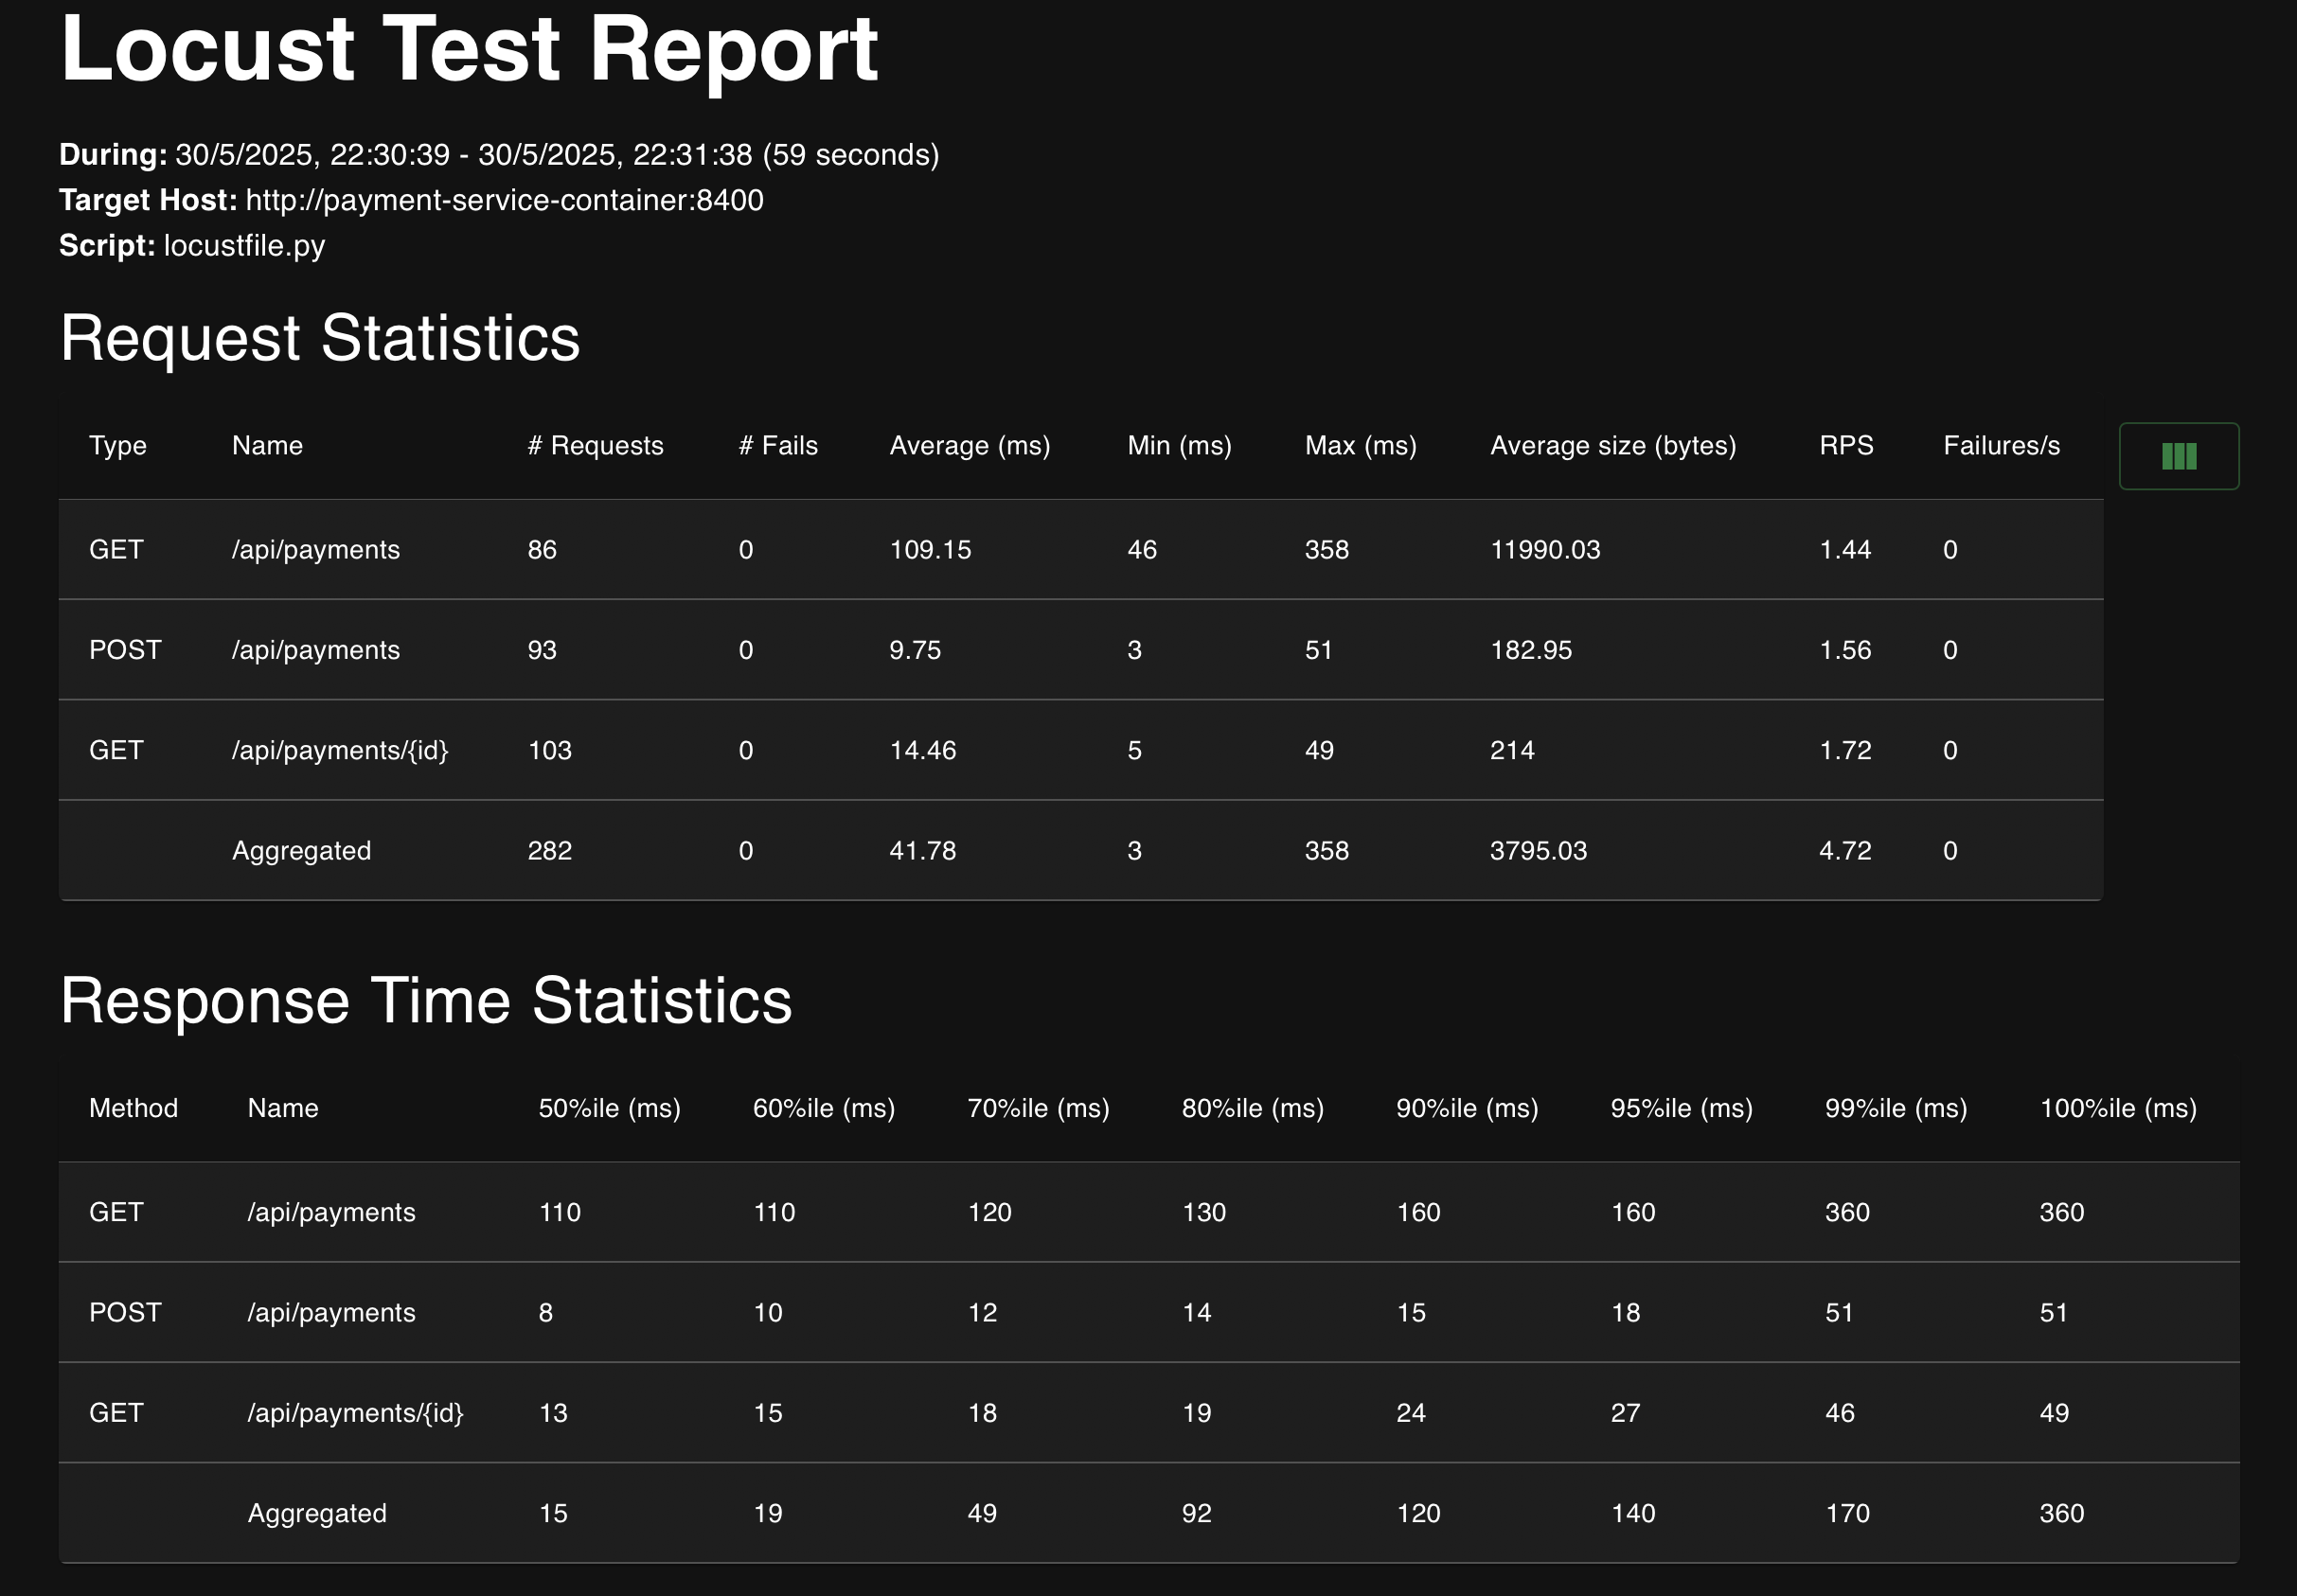 Locust Test Report
During: 30/5/2025, 22:30:39 - 30/5/2025, 22:31:38 (59 seconds)
Target Host: http://payment-service-container:8400
Script: locustfile.py
Request Statistics
Type Name # Requests # Fails Average (ms) Min (ms) Max (ms) Average size (bytes) RPS Failures/s
GET /api/payments 86 0 109.15 46 358 11990.03 1.44 0
POST /api/payments 93 0 9.75 3 51 182.95 1.56 0
GET /api/payments/{id} 103 0 14.46 5 49 214 1.72 0
Aggregated 282 0 41.78 3 358 3795.03 4.72 0
Response Time Statistics
Method Name 50%ile (ms) 60%ile (ms) 70%ile (ms) 80%ile (ms) 90%ile (ms) 95%ile (ms) 99%ile (ms) 100%ile (ms)
GET /api/payments 110 110 120 130 160 160 360 360
POST /api/payments 8 10 12 14 15 18 51 51
GET /api/payments/{id} 13 15 18 19 24 27 46 49
Aggregated 15 19 49 92 120 140 170 360